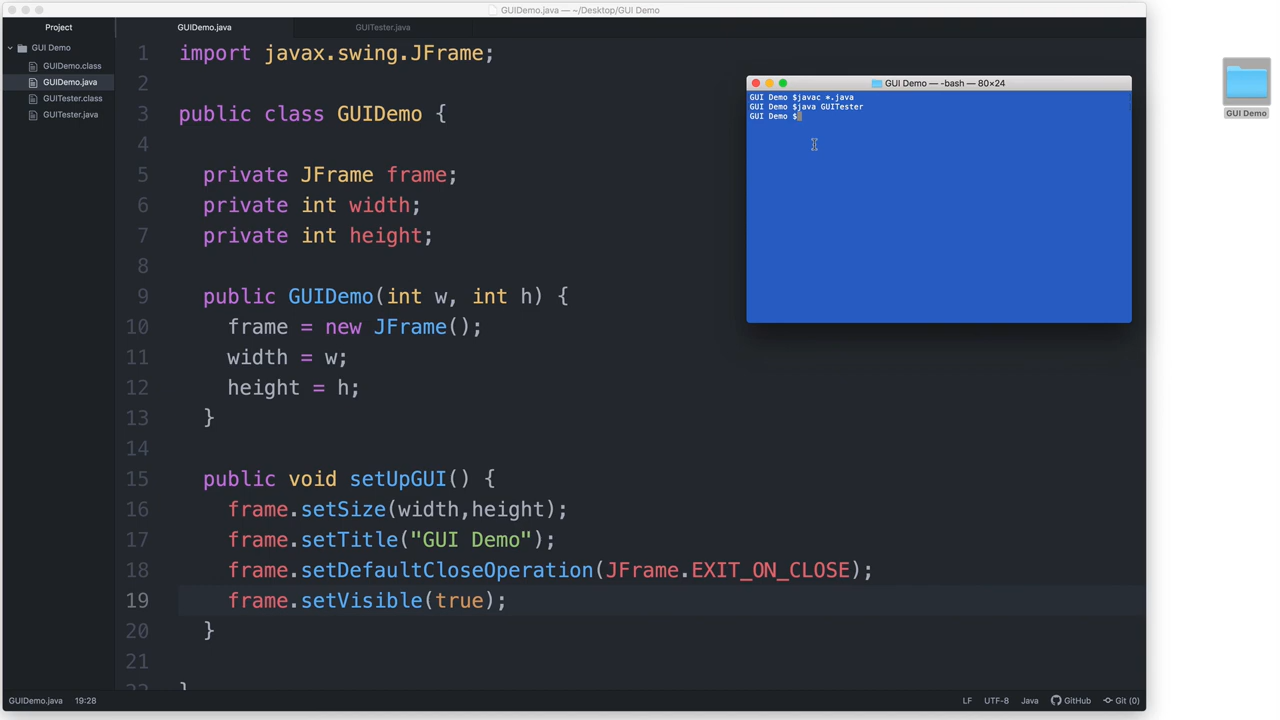 GUIDemo.java — ~/Desktop/GUI Demo
Project
GUIDemo.java
GUITester.java
GUI Demo
GUIDemo.class
GUIDemo.java
GUITester.class
GUITester.java
1 import javax.swing.JFrame;
2
3 public class GUIDemo {
4
5 private JFrame frame;
6 private int width;
7 private int height;
8
9 public GUIDemo(int w, int h) {
10 frame = new JFrame();
11 width = w;
12 height = h;
13 }
14
15 public void setUpGUI() {
16 frame.setSize(width,height);
17 frame.setTitle("GUI Demo");
18 frame.setDefaultCloseOperation(JFrame.EXIT_ON_CLOSE);
19 frame.setVisible(true);
20 }
21
22 }
GUI Demo — -bash — 80×24
GUI Demo $javac *.java
GUI Demo $java GUITester
GUI Demo $
GUI Demo
GUIDemo.java 19:28
LF UTF-8 Java GitHub Git (0)